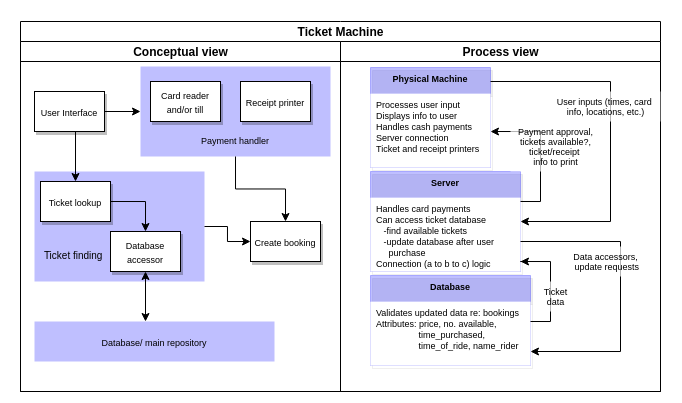 Ticket Machine
Conceptual view
Process view
User Interface
Card reader
and/or till
Receipt printer
Payment handler
Ticket lookup
Database
accessor
Ticket finding
Create booking
Database/ main repository
Physical Machine
Processes user input
Displays info to user
Handles cash payments
Server connection
Ticket and receipt printers
User inputs (times, card
info, locations, etc.)
Payment approval,
tickets available?,
ticket/receipt
info to print
Server
Handles card payments
Can access ticket database
-find available tickets
-update database after user
purchase
Connection (a to b to c) logic
Data accessors,
update requests
Ticket
data
Database
Validates updated data re: bookings
Attributes: price, no. available,
time_purchased,
time_of_ride, name_rider